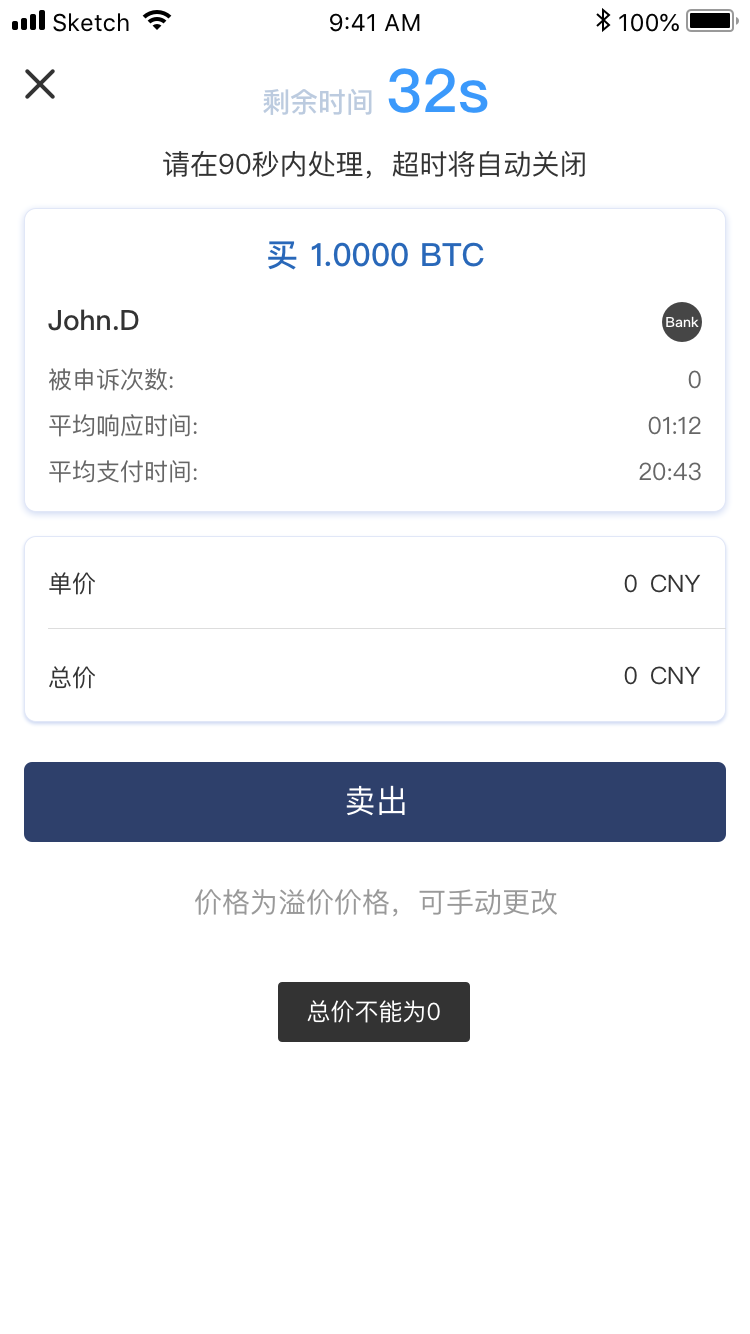 Sketch 9:41 AM 100%
剩余时间 32s
请在90秒内处理，超时将自动关闭
买 1.0000 BTC
John.D Bank
被申诉次数: 0
平均响应时间: 01:12
平均支付时间: 20:43
单价 0 CNY
总价 0 CNY
卖出
价格为溢价价格，可手动更改
总价不能为0